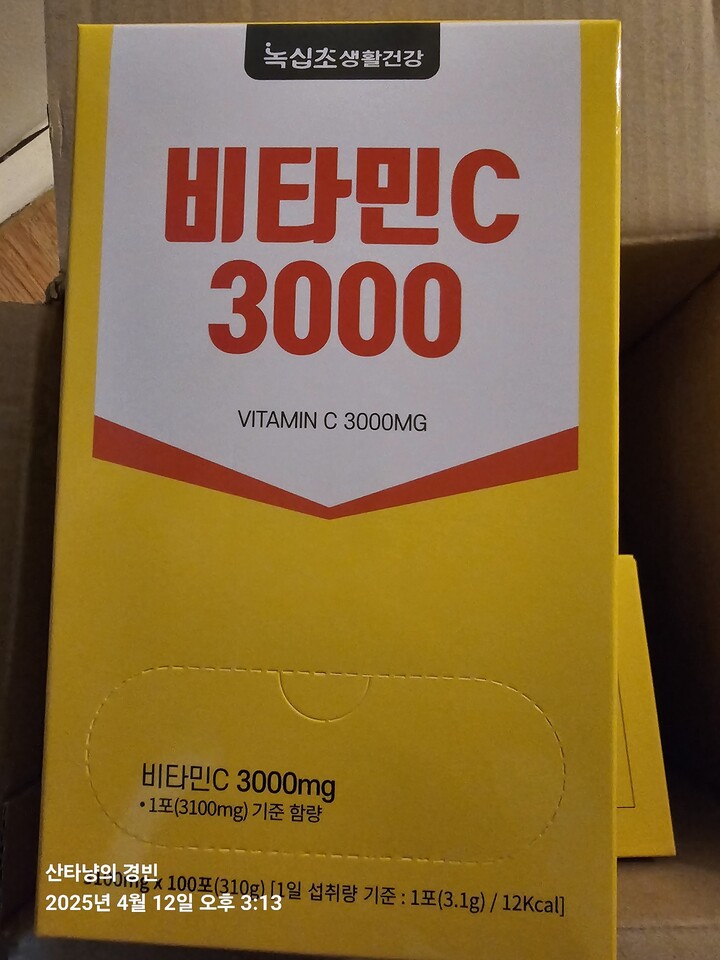 녹십초생활건강
비타민C
3000
VITAMIN C 3000MG
비타민C 3000mg
•1포(3100mg) 기준 함량
산타냥의 경빈
x 100포(310g) [1일 섭취량 기준 : 1포(3.1g) / 12Kcal]
2025년 4월 12일 오후 3:13